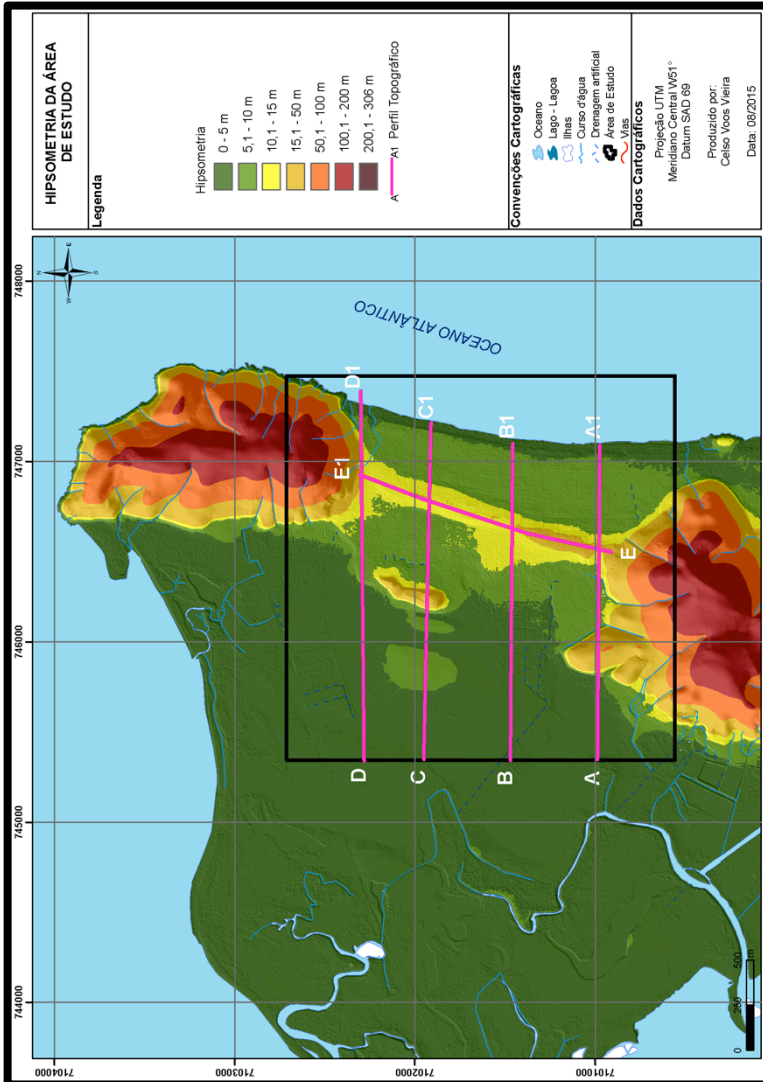 HIPSOMETRIA DA ÁREA
DE ESTUDO
Legenda
Hipsometria
0 - 5 m
5,1 - 10 m
10,1 - 15 m
15,1 - 50 m
50,1 - 100 m
100,1 - 200 m
200,1 - 306 m
A A1 Perfil Topográfico
Convenções Cartográficas
Oceano
Lago - Lagoa
Ilhas
Curso d'água
Drenagem artificial
Área de Estudo
Vias
Dados Cartográficos
Projeção UTM
Meridiano Central W51°
Datum SAD 69
Produzido por:
Celso Voos Vieira
Data: 08/2015
744000
745000
746000
747000
748000
7104000
7103000
7102000
7101000
N
W
E
S
OCEANO ATLÂNTICO
D
D1
C
C1
B
B1
A
A1
E
E1
0 250 500
m